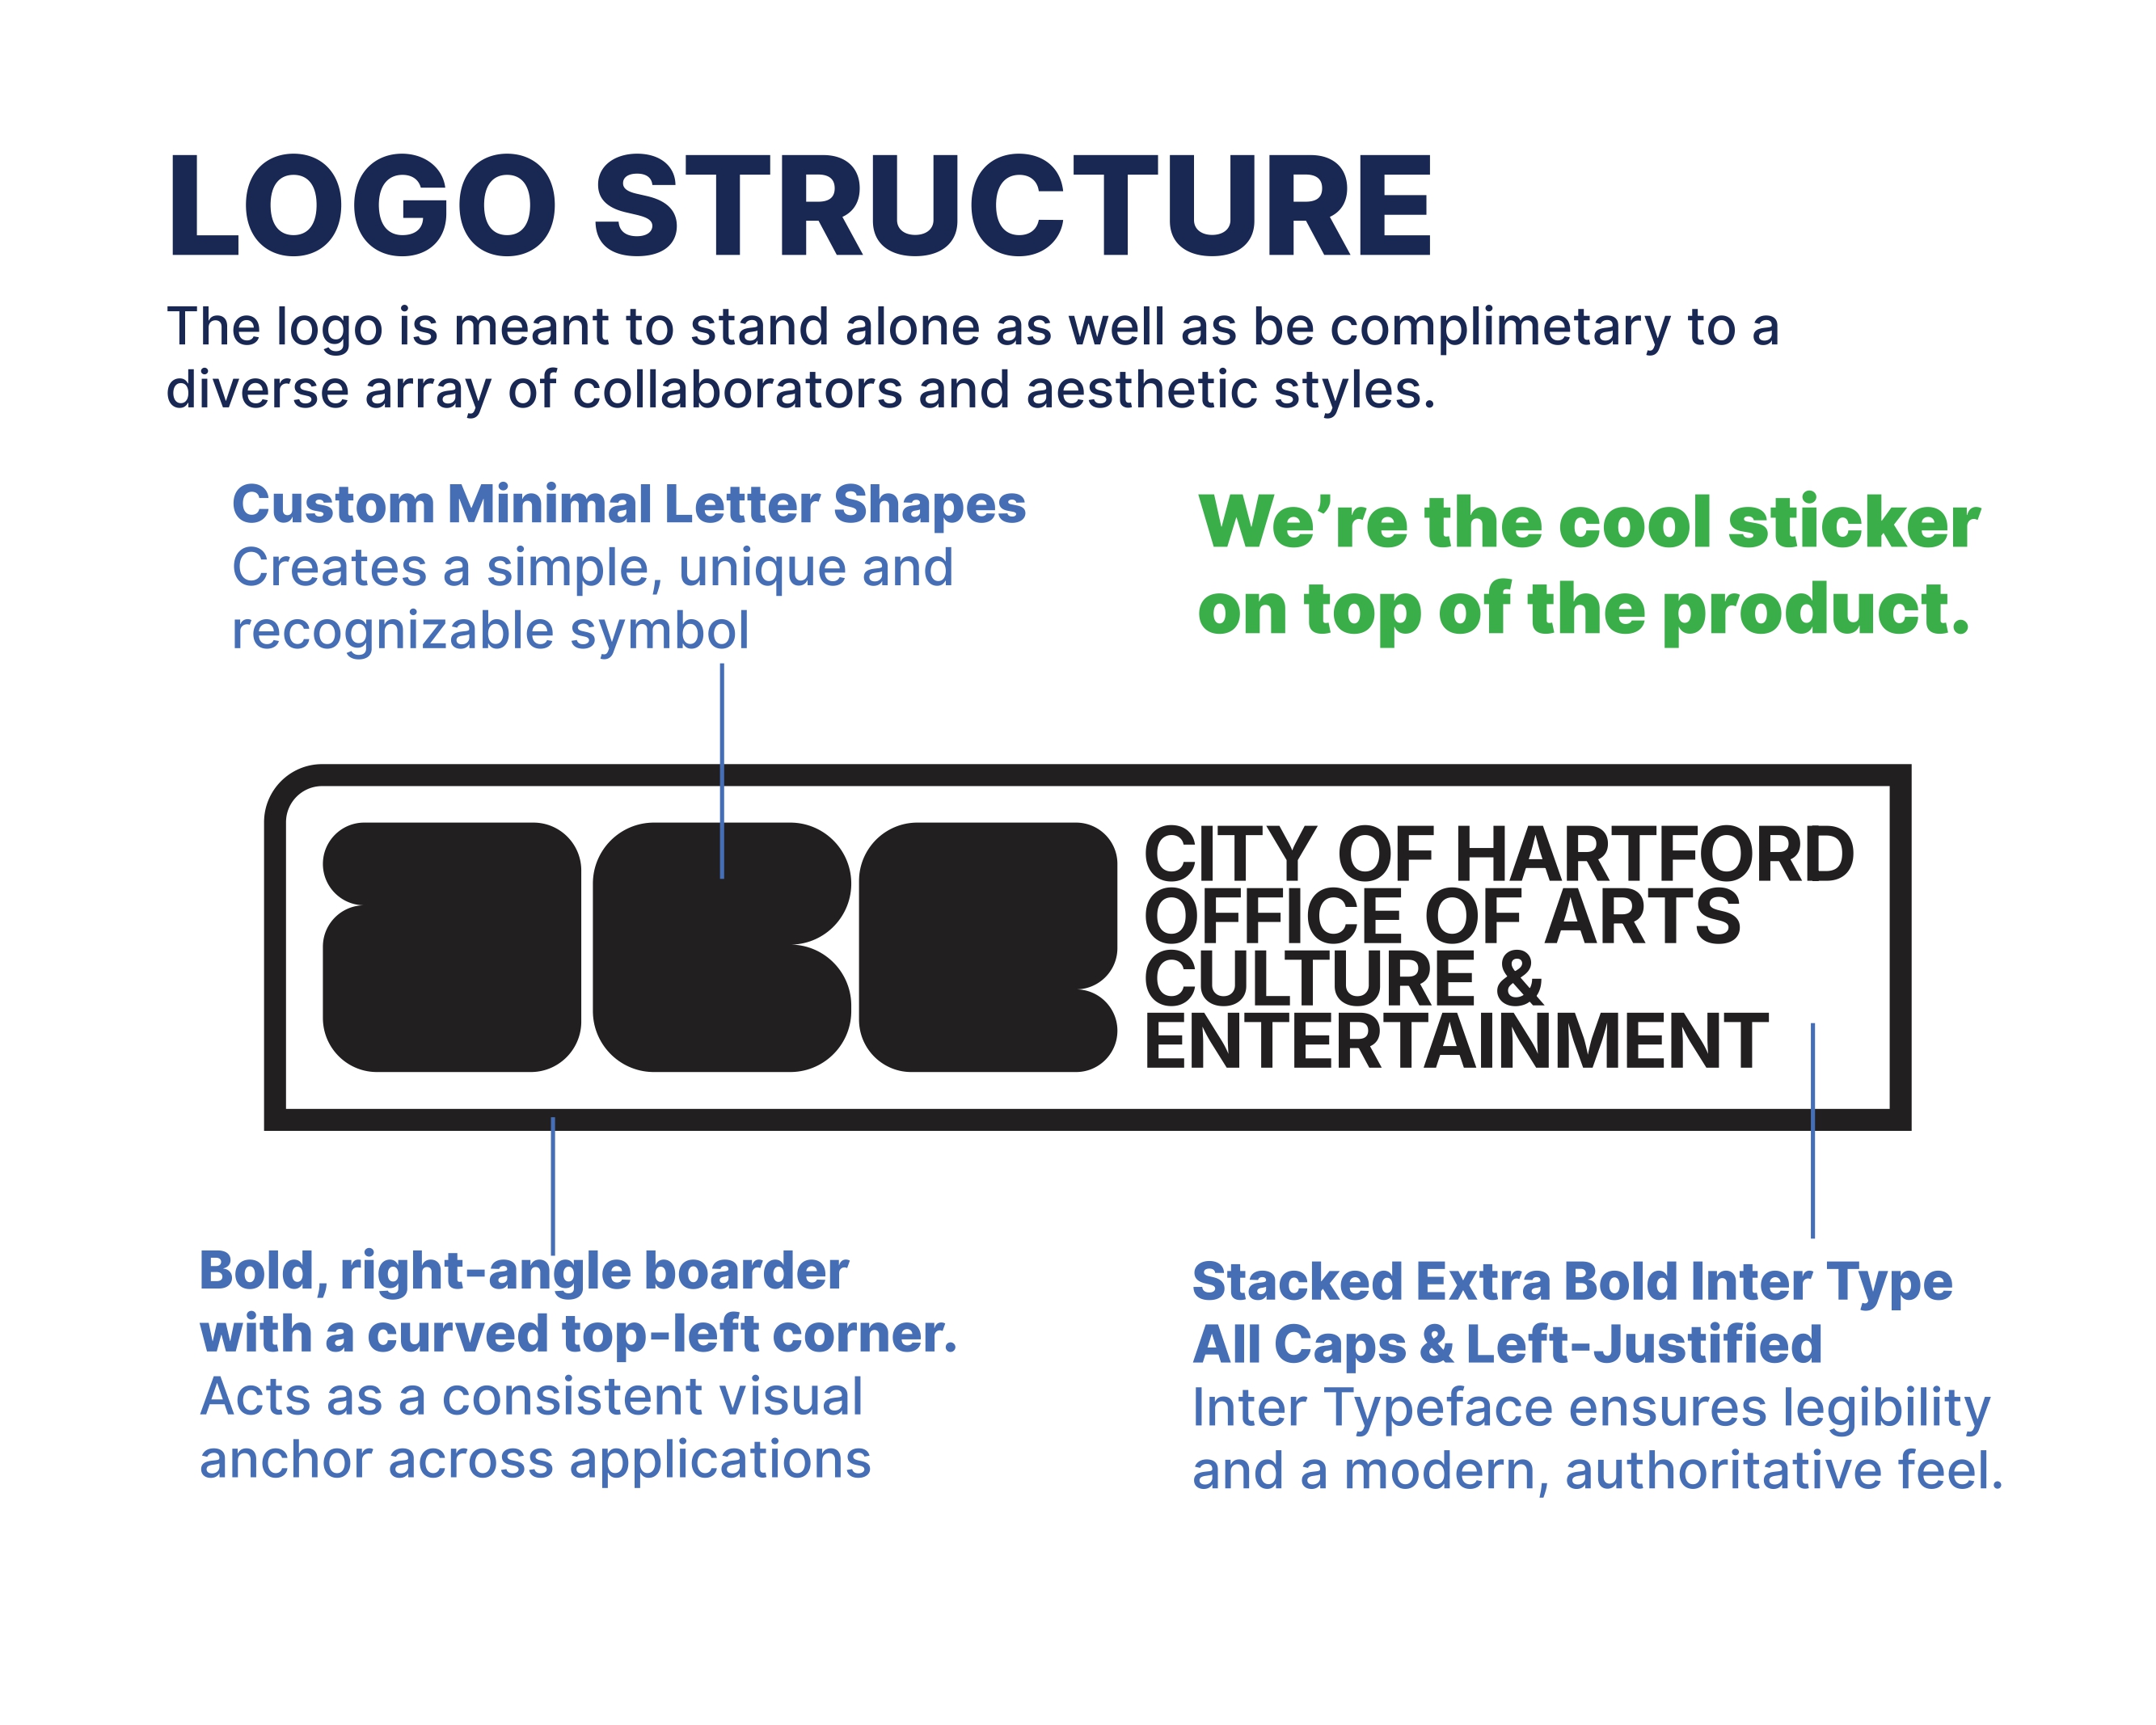 LOGO STRUCTURE
The logo is meant to stand alone as well as be complimetary to a
diverse array of collaborators and aesthetic styles.
Custom Minimal Letter Shapes
Creates a simple, unique and
recognizable symbol
We’re the cool sticker
on top of the product.
CITY OF HARTFORD
OFFICE OF ARTS
CULTURE &
ENTERTAINMENT
Bold, right-angle boarder
with a curved top-left corner.
Acts as a consistent visual
anchor across applications
Stacked Extra Bold Inter Type
All Caps & Left-Justified
Inter Typeface ensures legibility
and a modern, authoritative feel.